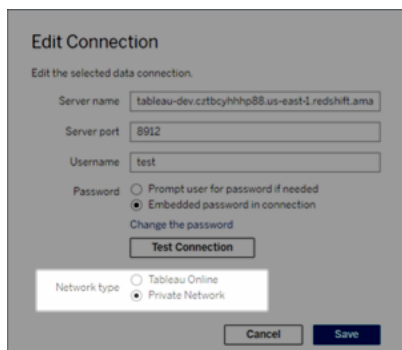 Edit Connection
Edit the selected data connection.
Server name tableau-dev.cztbcyhhhp88.us-east-1.redshift.ama
Server port 8912
Username test
Password Prompt user for password if needed
Embedded password in connection
Change the password
Test Connection
Network type Tableau Online
Private Network
Cancel Save